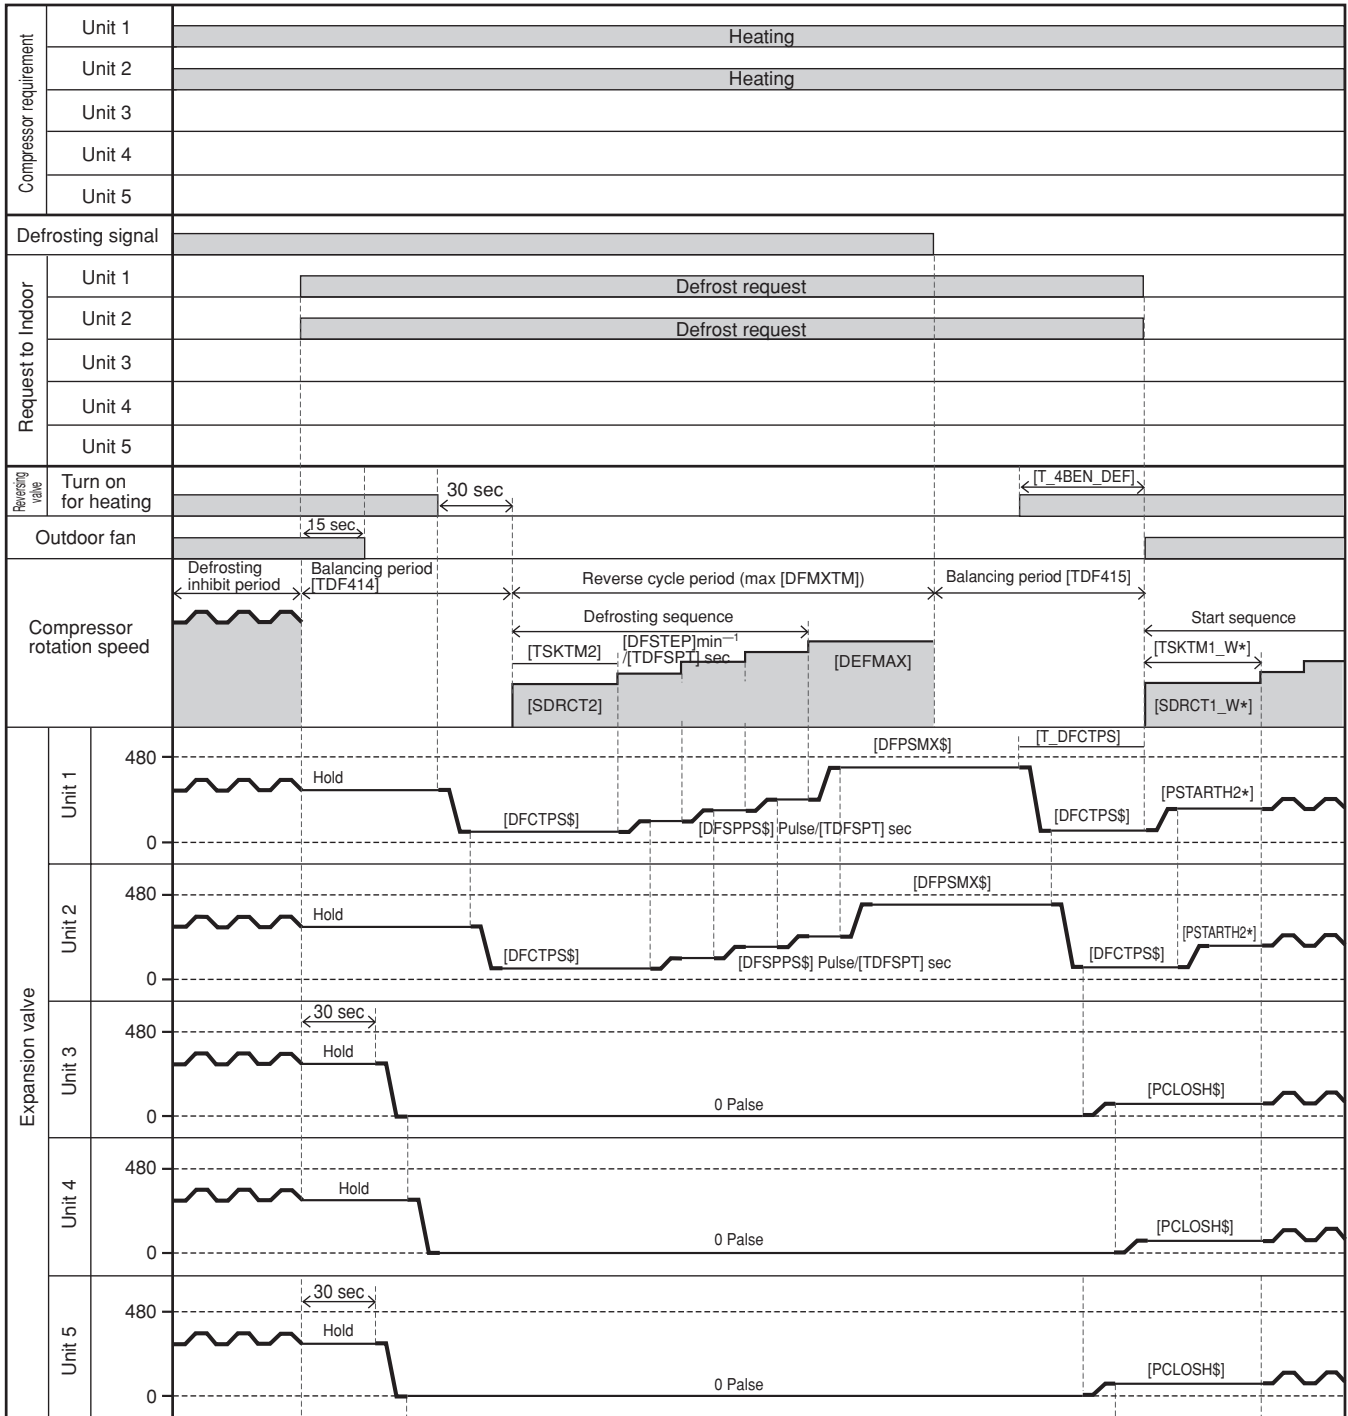 Compressor requirement
Unit 1
Heating
Unit 2
Heating
Unit 3
Unit 4
Unit 5
Defrosting signal
Request to Indoor
Unit 1
Defrost request
Unit 2
Defrost request
Unit 3
Unit 4
Unit 5
Reversing
valve
Turn on
for heating
30 sec
[T_4BEN_DEF]
Outdoor fan
15 sec
Compressor
rotation speed
Defrosting
inhibit period
Balancing period
[TDF414]
Reverse cycle period (max [DFMXTM])
Balancing period [TDF415]
Defrosting sequence
Start sequence
[TSKTM2]
[DFSTEP]min—1
/[TDFSPT] sec
[TSKTM1_W*]
[DEFMAX]
[SDRCT2]
[SDRCT1_W*]
Expansion valve
Unit 1
480
0
Hold
[DFCTPS$]
[DFSPPS$] Pulse/[TDFSPT] sec
[DFPSMX$]
[T_DFCTPS]
[DFCTPS$]
[PSTARTH2*]
Unit 2
480
0
Hold
[DFCTPS$]
[DFSPPS$] Pulse/[TDFSPT] sec
[DFPSMX$]
[DFCTPS$]
[PSTARTH2*]
Unit 3
480
0
30 sec
Hold
0 Palse
[PCLOSH$]
Unit 4
480
0
Hold
0 Palse
[PCLOSH$]
Unit 5
480
0
30 sec
Hold
0 Palse
[PCLOSH$]